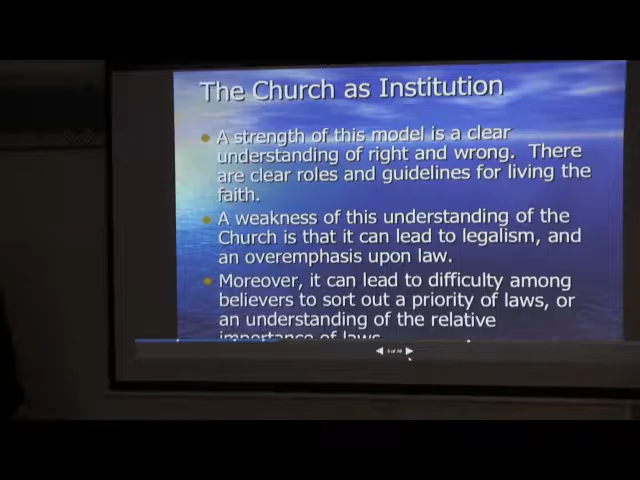 The Church as Institution
A strength of this model is a clear
understanding of right and wrong. There
are clear roles and guidelines for living the
faith.
A weakness of this understanding of the
Church is that it can lead to legalism, and
an overemphasis upon law.
Moreover, it can lead to difficulty among
believers to sort out a priority of laws, or
an understanding of the relative
importance of laws.